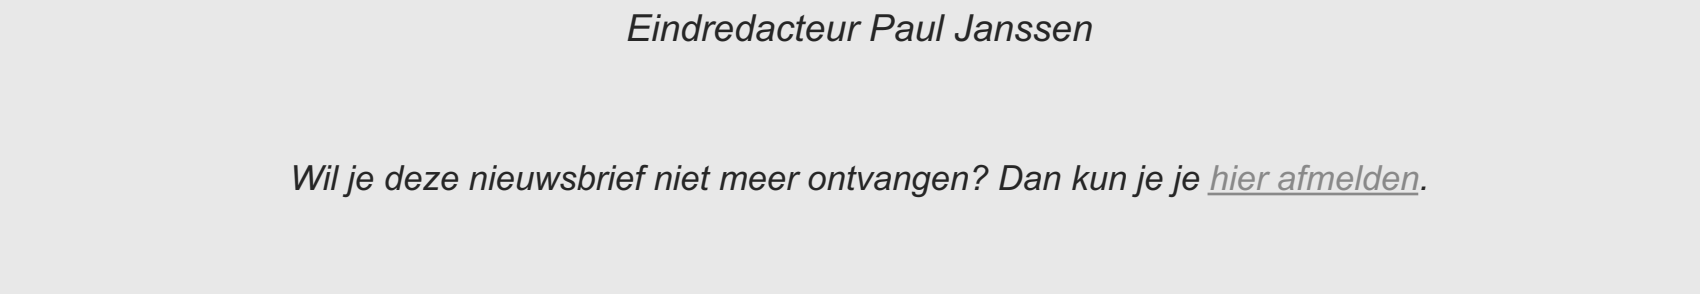 Eindredacteur Paul Janssen
Wil je deze nieuwsbrief niet meer ontvangen? Dan kun je je hier afmelden.